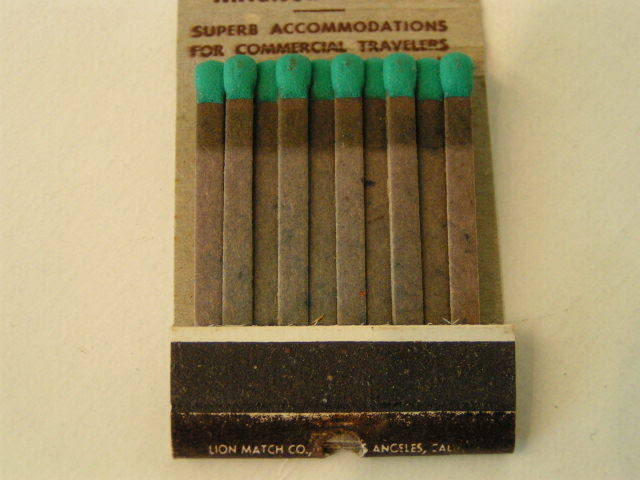 SUPERB ACCOMMODATIONS
FOR COMMERCIAL TRAVELERS
LION MATCH CO., S ANGELES, CAL